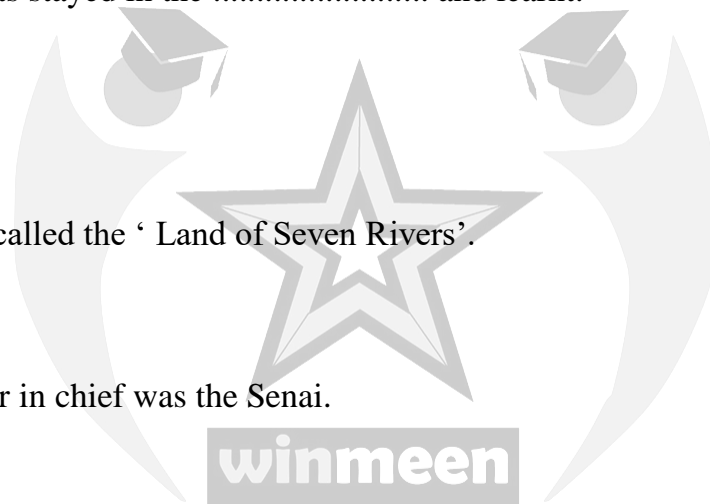 stayed in the ........................ and learnt.
called the ‘ Land of Seven Rivers’.
r in chief was the Senai.
winmeen